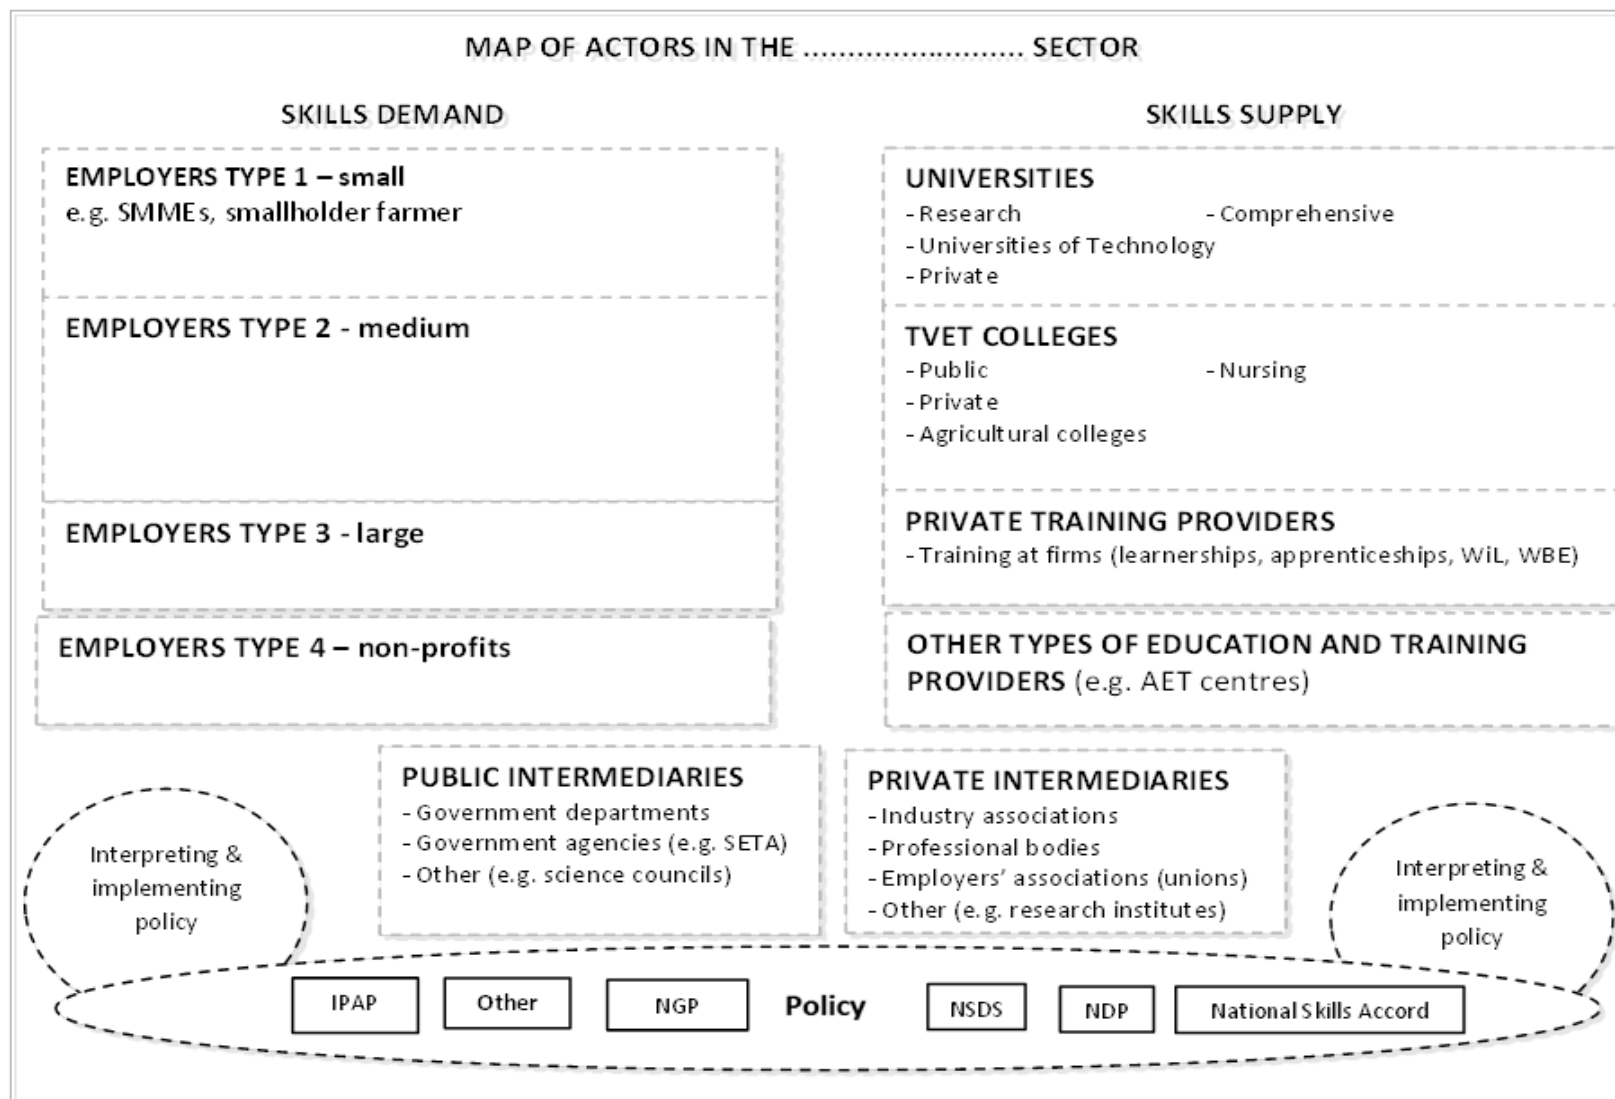 MAP OF ACTORS IN THE ......................... SECTOR
SKILLS DEMAND
EMPLOYERS TYPE 1 – small
e.g. SMMEs, smallholder farmer
EMPLOYERS TYPE 2 - medium
EMPLOYERS TYPE 3 - large
EMPLOYERS TYPE 4 – non-profits
SKILLS SUPPLY
UNIVERSITIES
- Research - Comprehensive
- Universities of Technology
- Private
TVET COLLEGES
- Public - Nursing
- Private
- Agricultural colleges
PRIVATE TRAINING PROVIDERS
- Training at firms (learnerships, apprenticeships, WiL, WBE)
OTHER TYPES OF EDUCATION AND TRAINING
PROVIDERS (e.g. AET centres)
Interpreting &
implementing
policy
PUBLIC INTERMEDIARIES
- Government departments
- Government agencies (e.g. SETA)
- Other (e.g. science councils)
PRIVATE INTERMEDIARIES
- Industry associations
- Professional bodies
- Employers' associations (unions)
- Other (e.g. research institutes)
Interpreting &
implementing
policy
IPAP
Other
NGP
Policy
NSDS
NDP
National Skills Accord